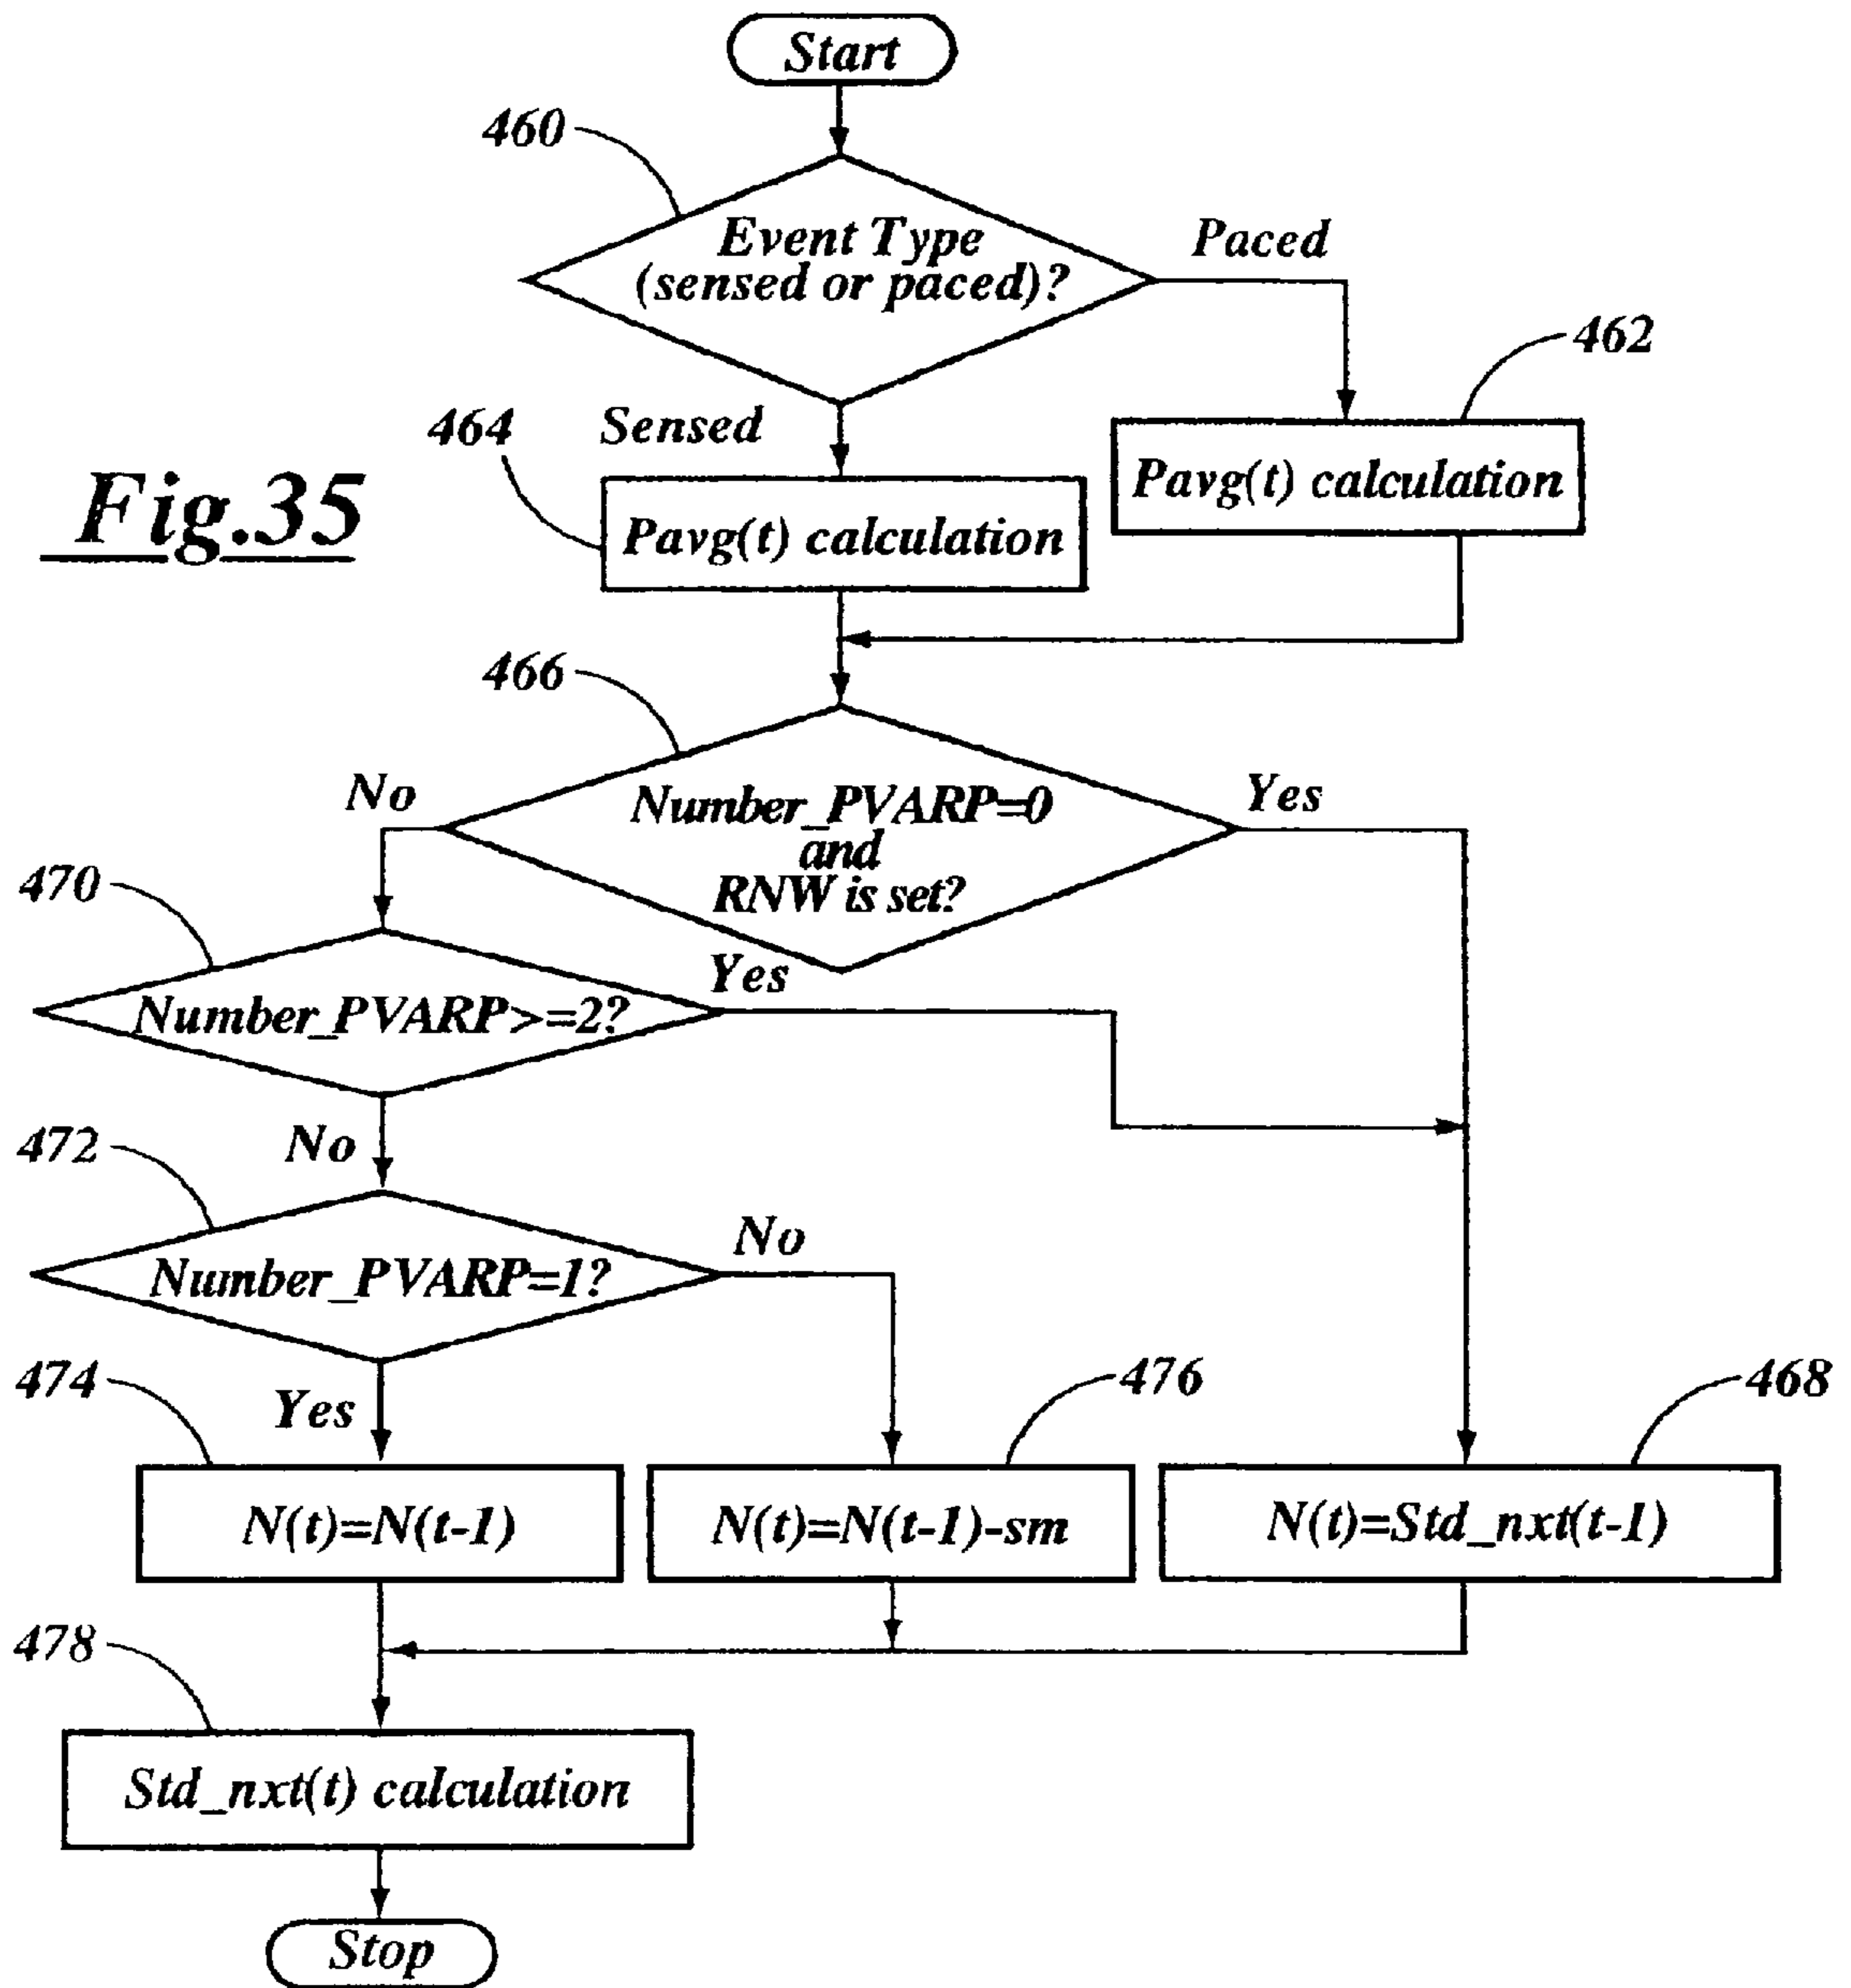 Start
460
Event Type
(sensed or paced)?
Paced
462
464
Sensed
Pavg(t) calculation
Fig.35
Pavg(t) calculation
466
No
Number_PVARP=0
and
RNW is set?
Yes
470
Yes
Number_PVARP>=2?
472
No
No
Number_PVARP=1?
474
Yes
476
468
N(t)=N(t-1)
N(t)=N(t-1)-sm
N(t)=Std_nxt(t-1)
478
Std_nxt(t) calculation
Stop